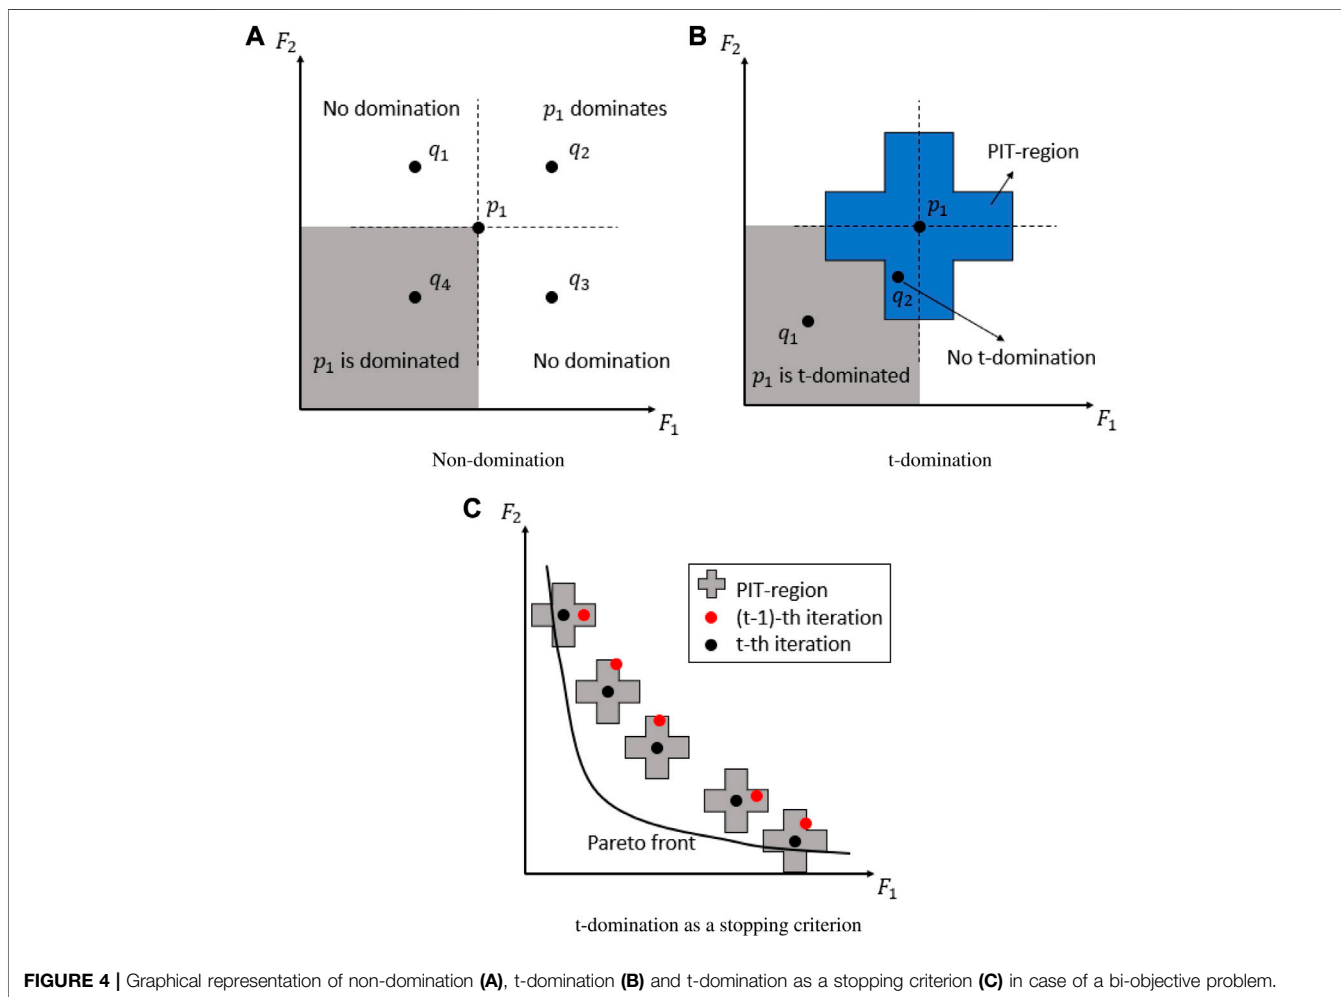 A
F₂
No domination
p₁ dominates
q₁
q₂
p₁
q₄
q₃
p₁ is dominated
No domination
F₁
Non-domination
B
F₂
PIT-region
p₁
q₂
q₁
No t-domination
p₁ is t-dominated
F₁
t-domination
C
F₂
PIT-region
(t-1)-th iteration
t-th iteration
Pareto front
F₁
t-domination as a stopping criterion
FIGURE 4 | Graphical representation of non-domination (A), t-domination (B) and t-domination as a stopping criterion (C) in case of a bi-objective problem.